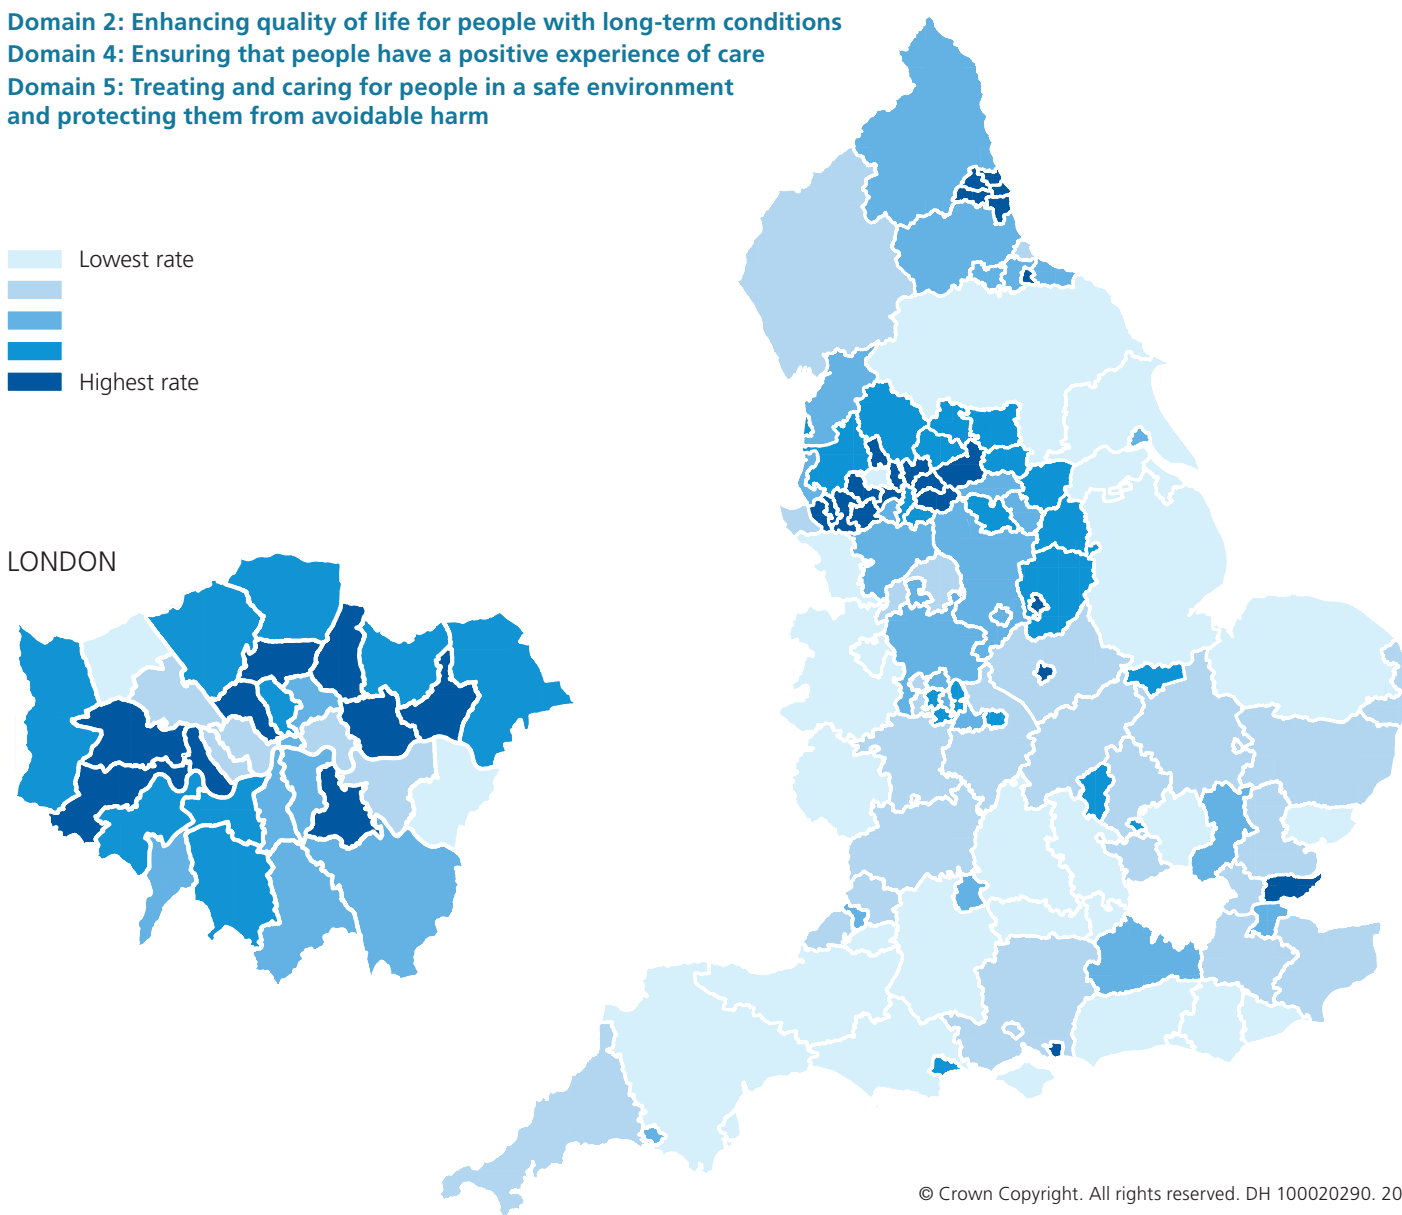 Domain 2: Enhancing quality of life for people with long-term conditions
Domain 4: Ensuring that people have a positive experience of care
Domain 5: Treating and caring for people in a safe environment
and protecting them from avoidable harm
Lowest rate
Highest rate
LONDON
© Crown Copyright. All rights reserved. DH 100020290. 20